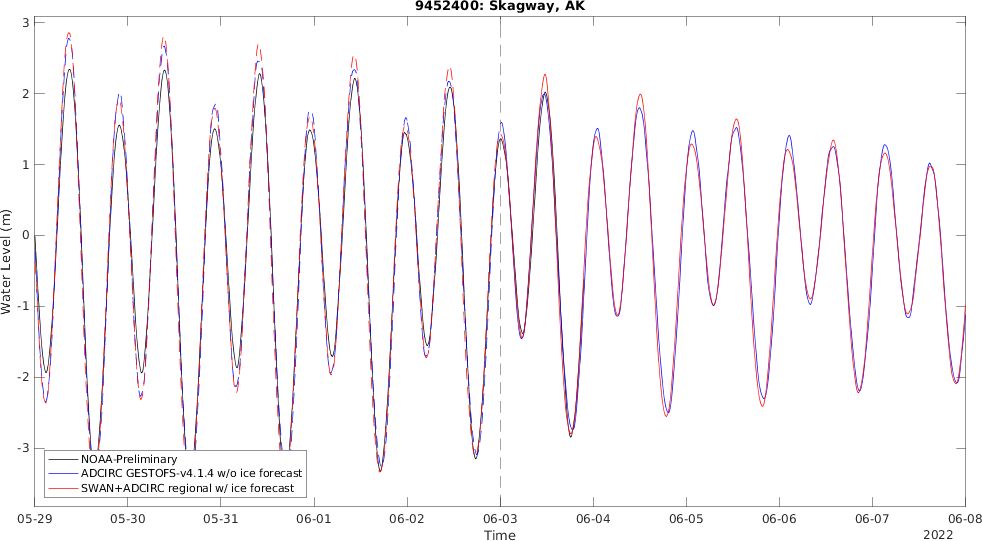 9452400: Skagway, AK
Water Level (m)
3
2
1
0
-1
-2
-3
NOAA-Preliminary
ADCIRC GESTOFS-v4.1.4 w/o ice forecast
SWAN+ADCIRC regional w/ ice forecast
05-29 05-30 05-31 06-01 06-02 06-03 06-04 06-05 06-06 06-07 06-08
Time
2022